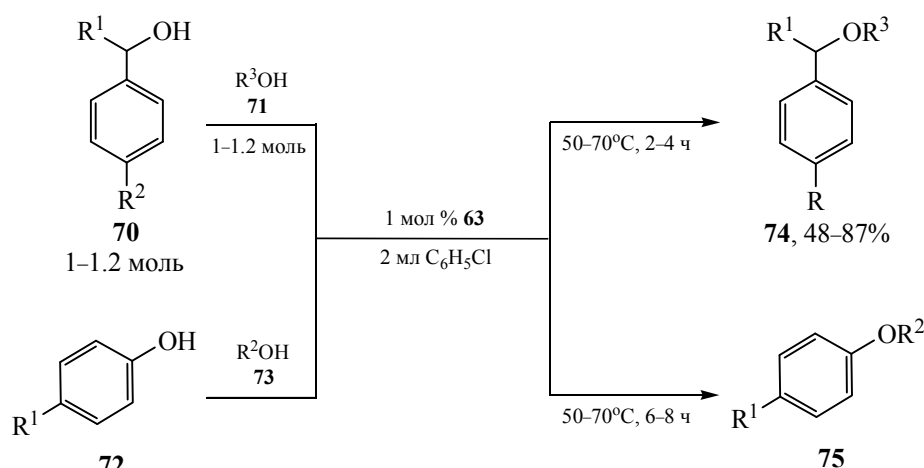 R¹ OH
R²
70
1–1.2 моль
R³OH
71
1–1.2 моль
OH
R¹
72
R²OH
73
1 мол % 63
2 мл C₆H₅Cl
50–70°C, 2–4 ч
50–70°C, 6–8 ч
R¹ OR³
R
74, 48–87%
OR²
R¹
75